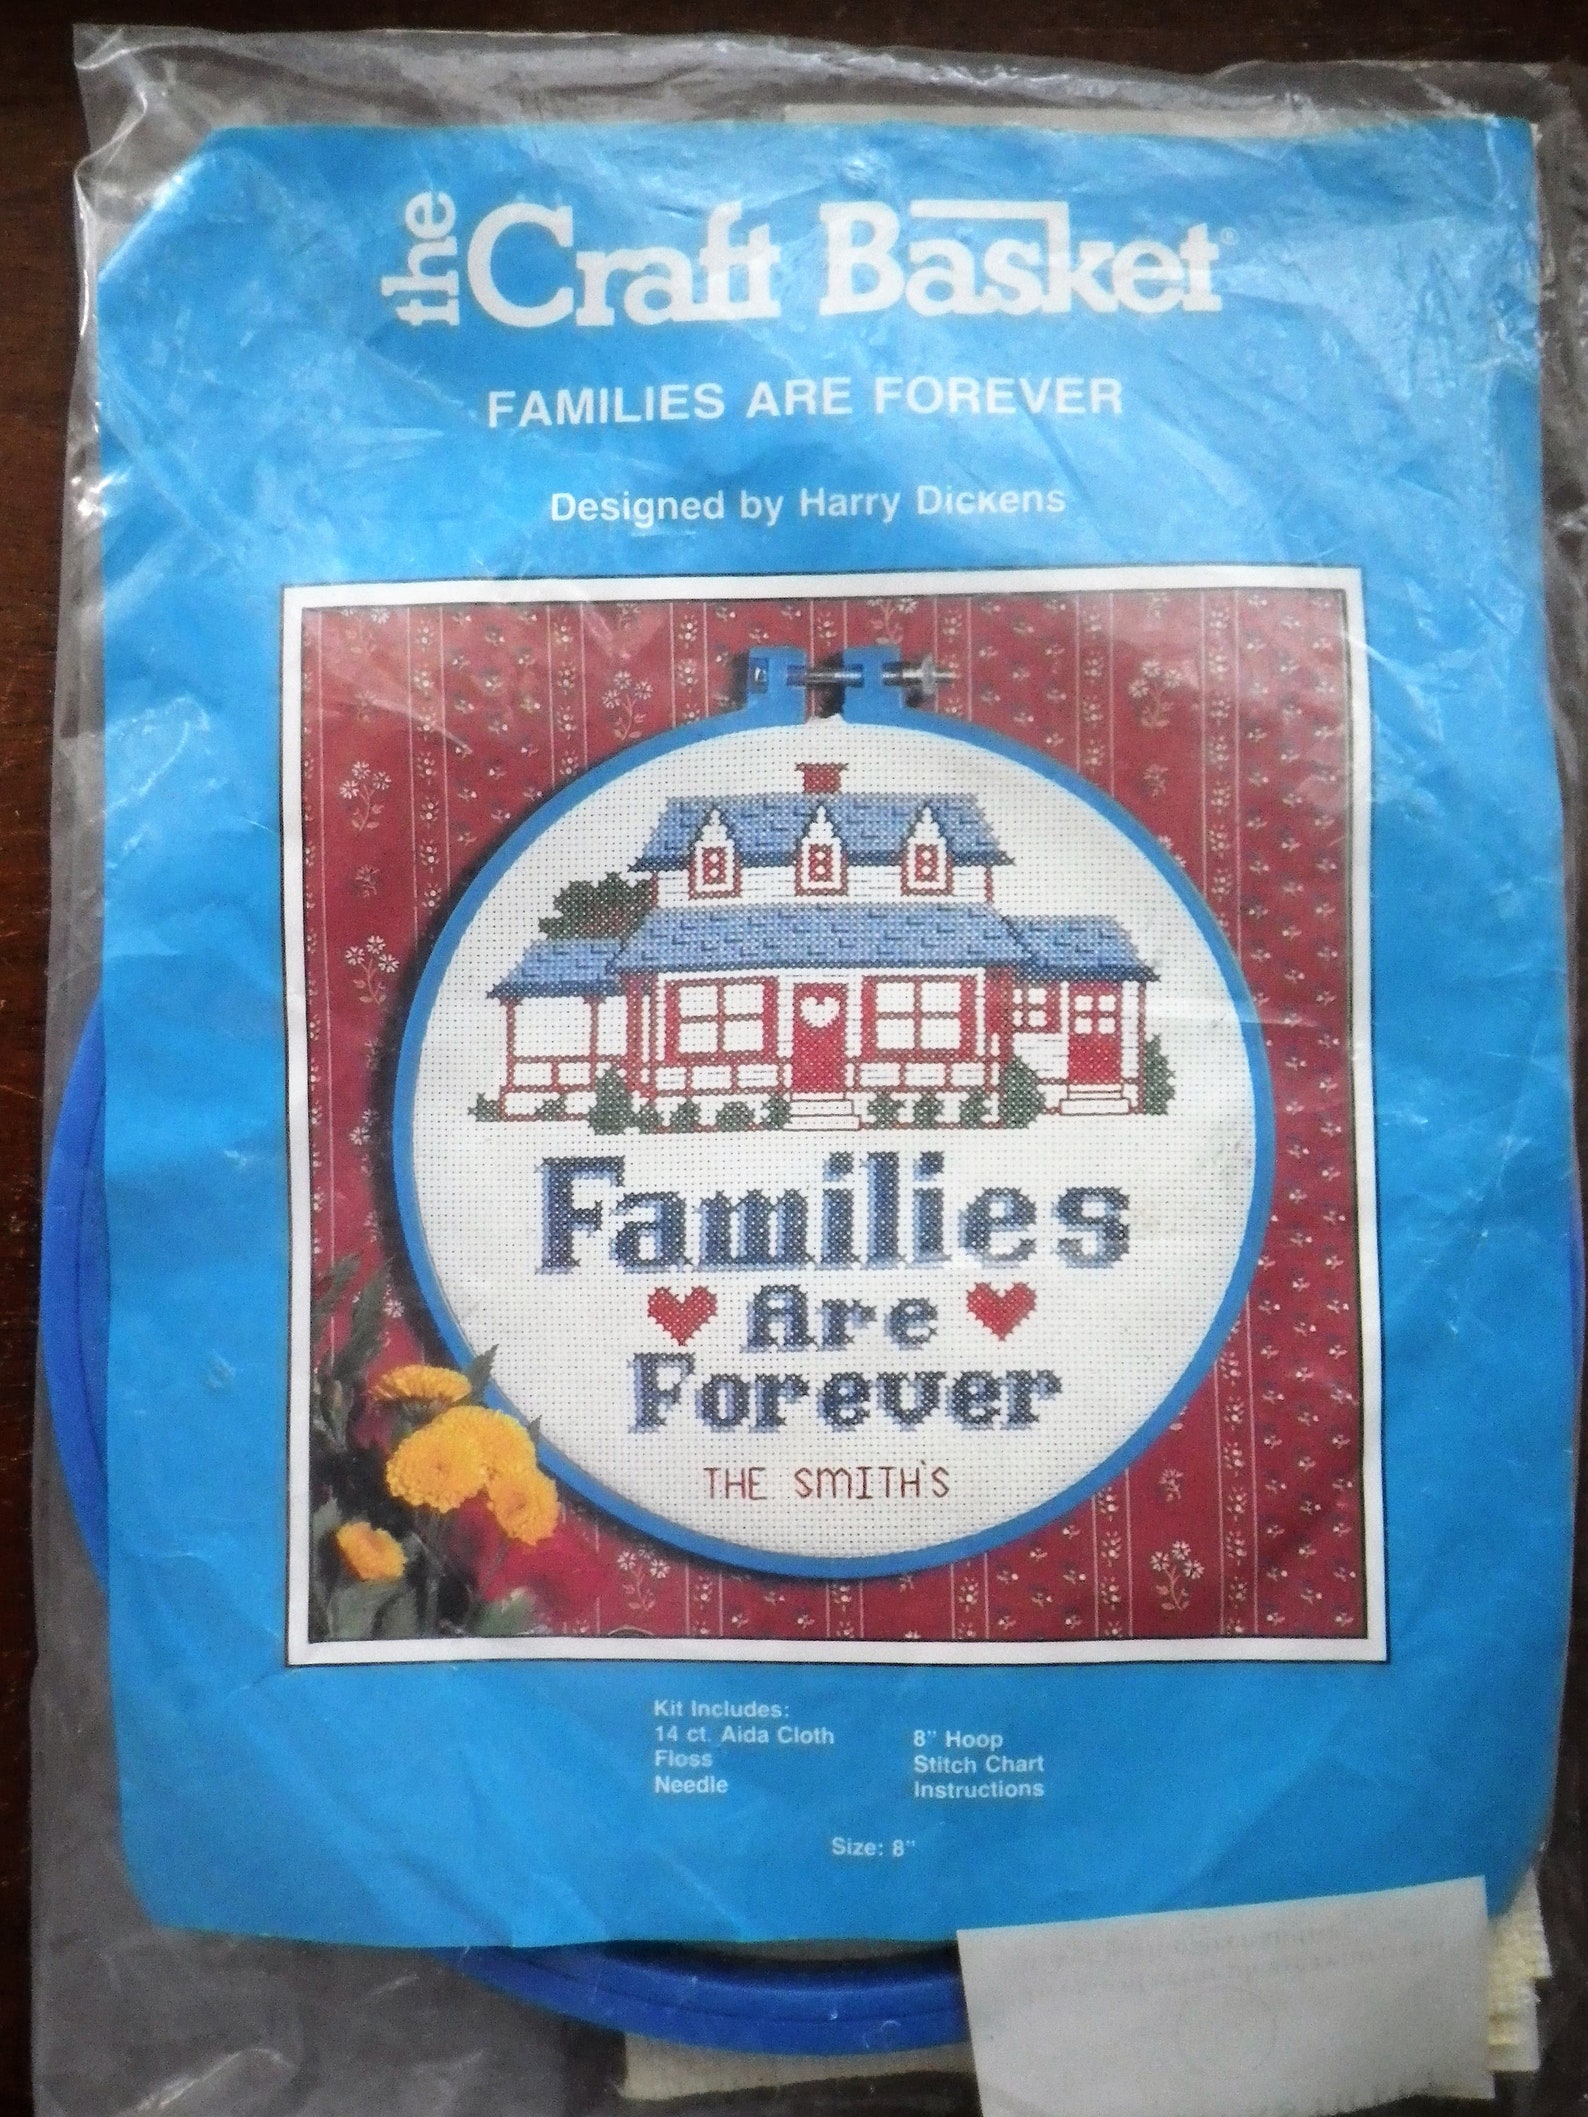 the Craft Basket®
FAMILIES ARE FOREVER
Designed by Harry Dickens
Families
Are
Forever
THE SMITH'S
Kit Includes:
14 ct. Aida Cloth
Floss
Needle
8" Hoop
Stitch Chart
Instructions
Size: 8"